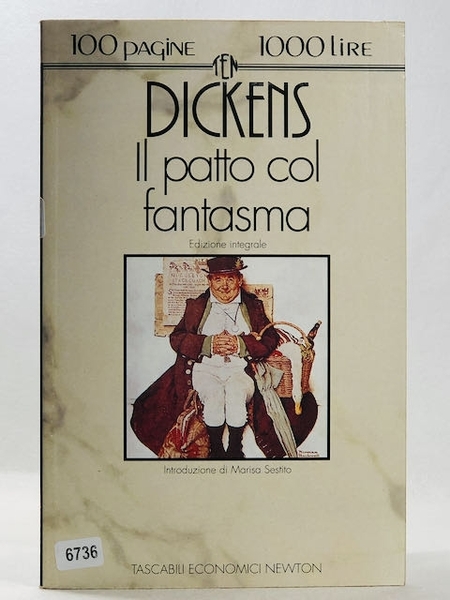 100 PAGINE 1000 LIRE
TEN
DICKENS
Il patto col
fantasma
Edizione integrale
Introduzione di Marisa Sestito
6736
TASCABILI ECONOMICI NEWTON